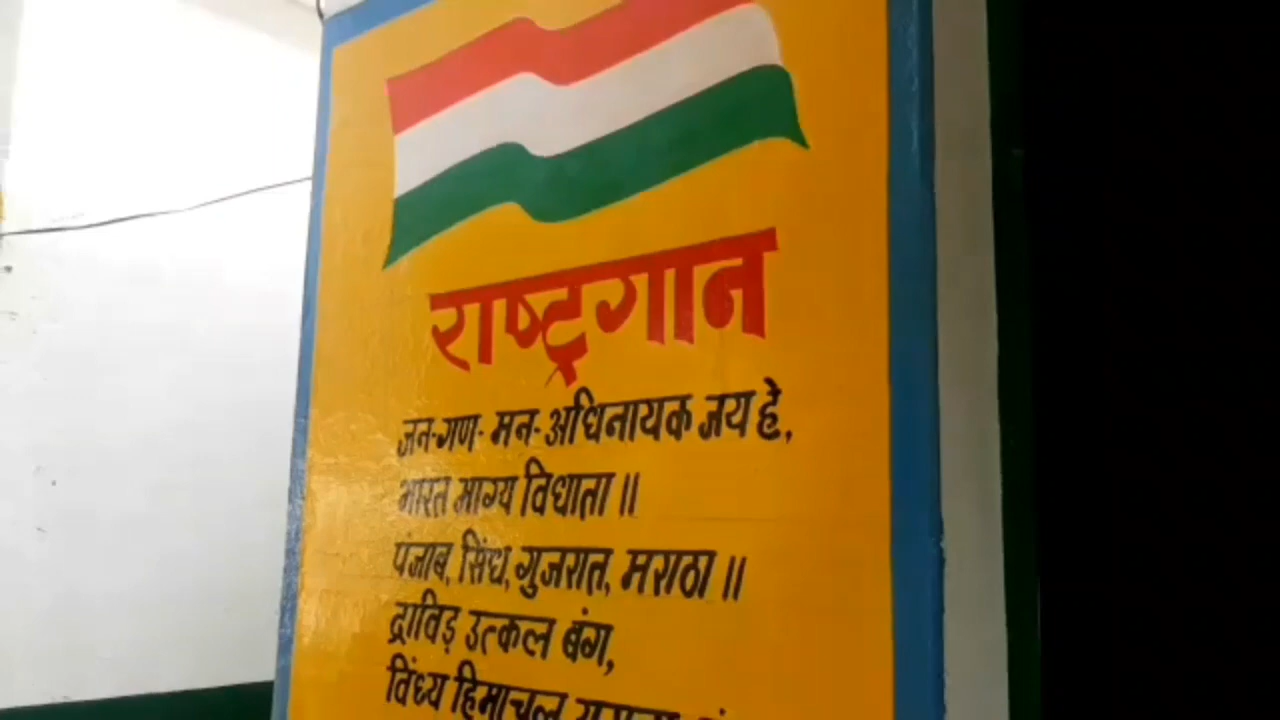 राष्ट्रगान
जन-गण- मन- अधिनायक जय हे,
भारत भाग्य विधाता ॥
पंजाब, सिंध, गुजरात, मराठा ॥
द्राविड़ उत्कल बंग,
विंध्य हिमाचल